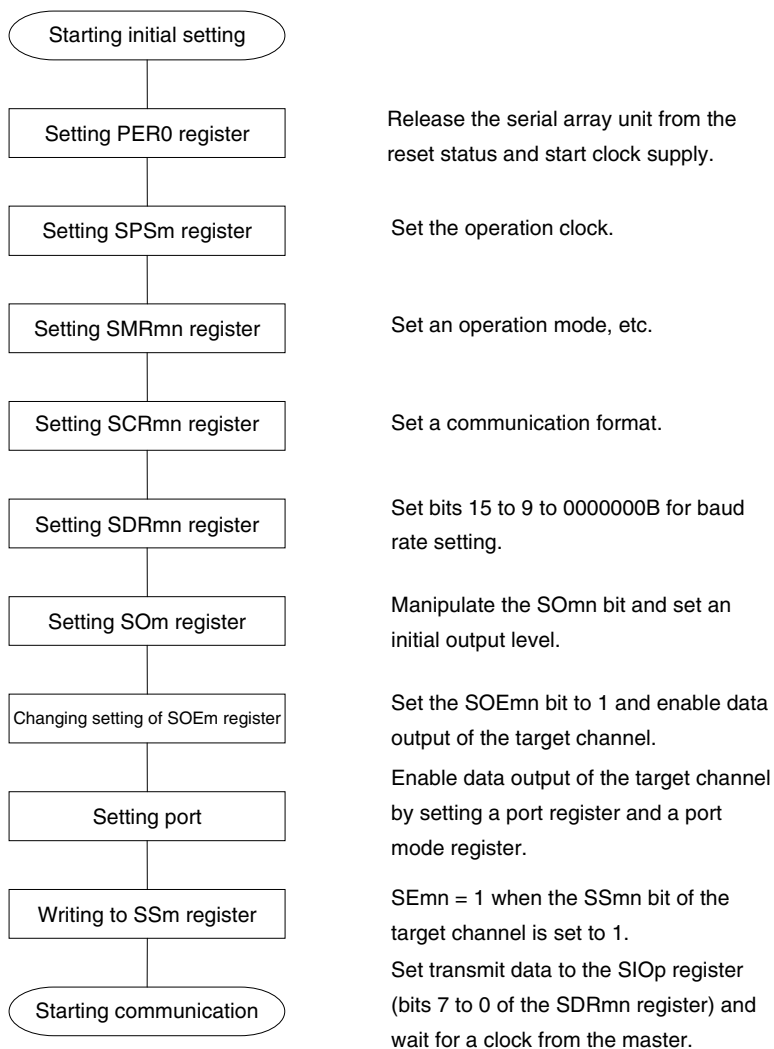 Starting initial setting
Setting PER0 register
Release the serial array unit from the
reset status and start clock supply.
Setting SPSm register
Set the operation clock.
Setting SMRmn register
Set an operation mode, etc.
Setting SCRmn register
Set a communication format.
Setting SDRmn register
Set bits 15 to 9 to 0000000B for baud
rate setting.
Setting SOm register
Manipulate the SOmn bit and set an
initial output level.
Changing setting of SOEm register
Set the SOEmn bit to 1 and enable data
output of the target channel.
Setting port
Enable data output of the target channel
by setting a port register and a port
mode register.
Writing to SSm register
SEmn = 1 when the SSmn bit of the
target channel is set to 1.
Starting communication
Set transmit data to the SIOp register
(bits 7 to 0 of the SDRmn register) and
wait for a clock from the master.